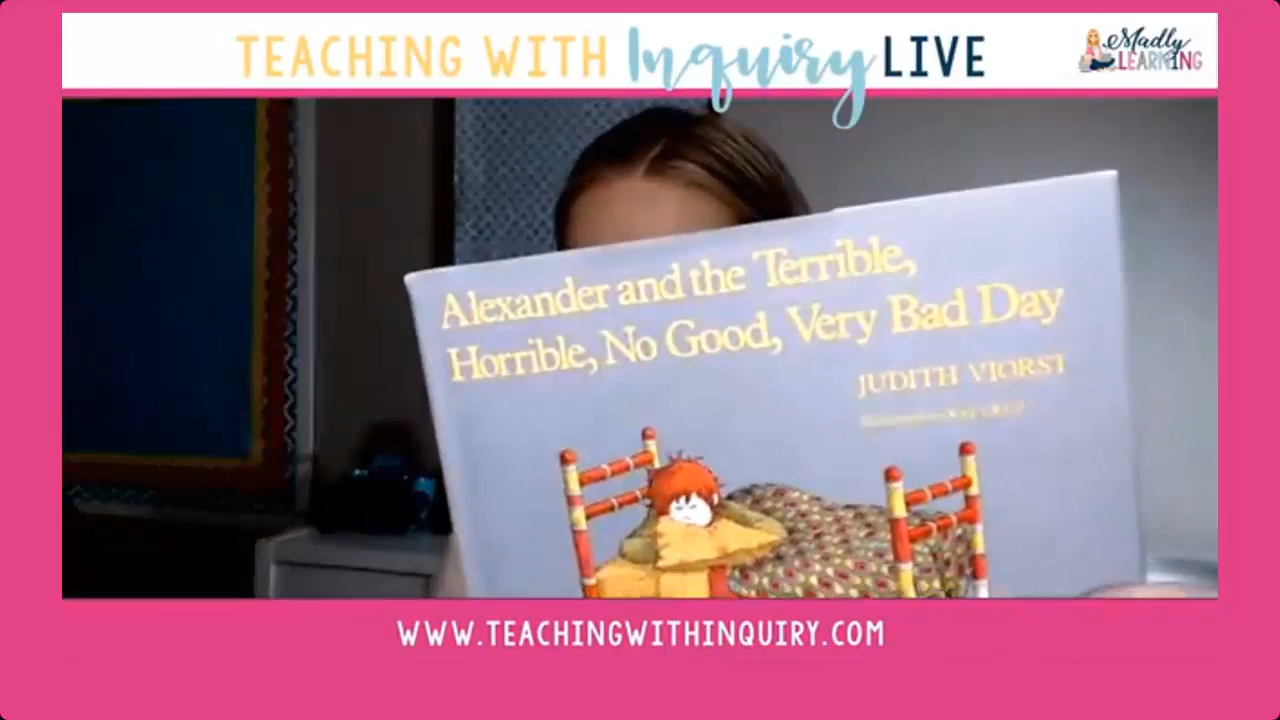 TEACHING WITH Inquiry LIVE
Madly
LEARNING
Alexander and the Terrible,
Horrible, No Good, Very Bad Day
JUDITH VIORST
WWW.TEACHINGWITHINQUIRY.COM